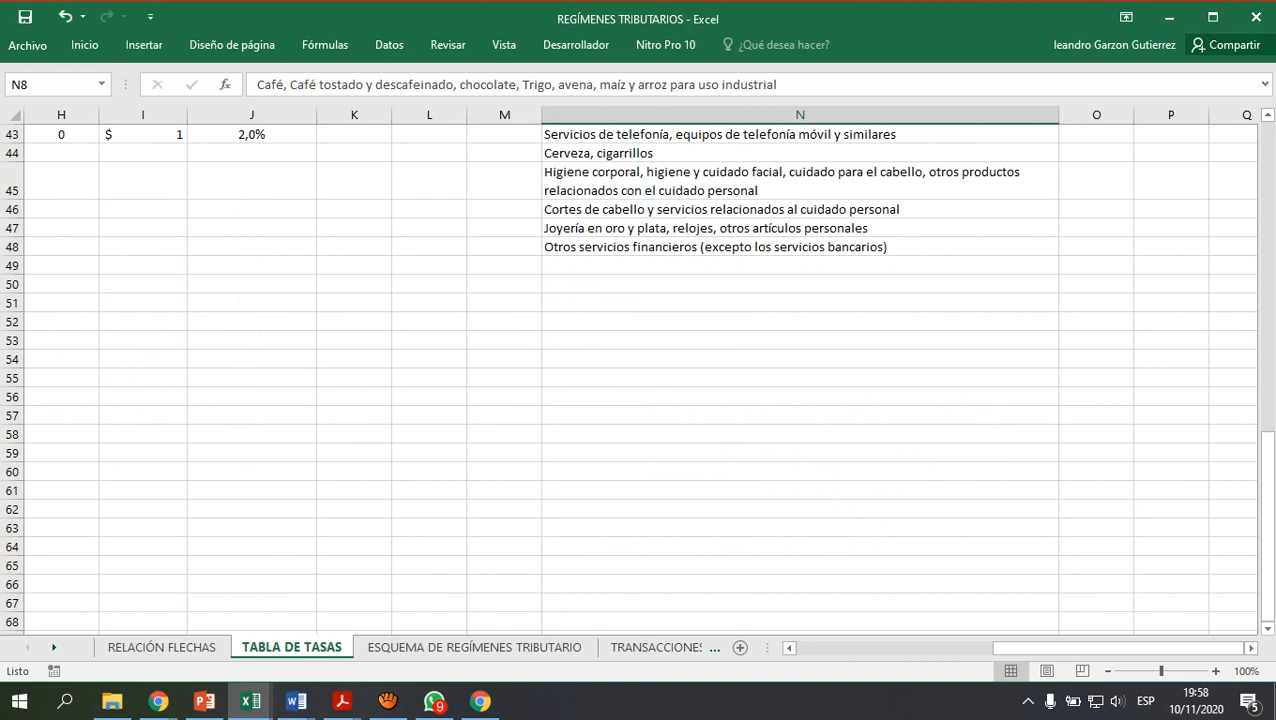 REGÍMENES TRIBUTARIOS - Excel
Archivo Inicio Insertar Diseño de página Fórmulas Datos Revisar Vista Desarrollador Nitro Pro 10 ¿Qué desea hacer? leandro Garzon Gutierrez Compartir
N8 fx Café, Café tostado y descafeinado, chocolate, Trigo, avena, maíz y arroz para uso industrial
H I J K L M N O P Q
43 0 $ 1 2,0% Servicios de telefonía, equipos de telefonía móvil y similares
44 Cerveza, cigarrillos
Higiene corporal, higiene y cuidado facial, cuidado para el cabello, otros productos
45 relacionados con el cuidado personal
46 Cortes de cabello y servicios relacionados al cuidado personal
47 Joyería en oro y plata, relojes, otros artículos personales
48 Otros servicios financieros (excepto los servicios bancarios)
49
50
51
52
53
54
55
56
57
58
59
60
61
62
63
64
65
66
67
68
RELACIÓN FLECHAS TABLA DE TASAS ESQUEMA DE REGÍMENES TRIBUTARIO TRANSACCIONES ...
Listo 100%
9 ESP 19:58
10/11/2020 5